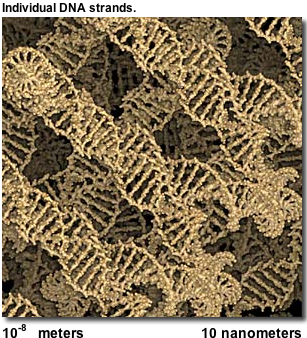 Individual DNA strands.
10⁻⁸ meters 10 nanometers